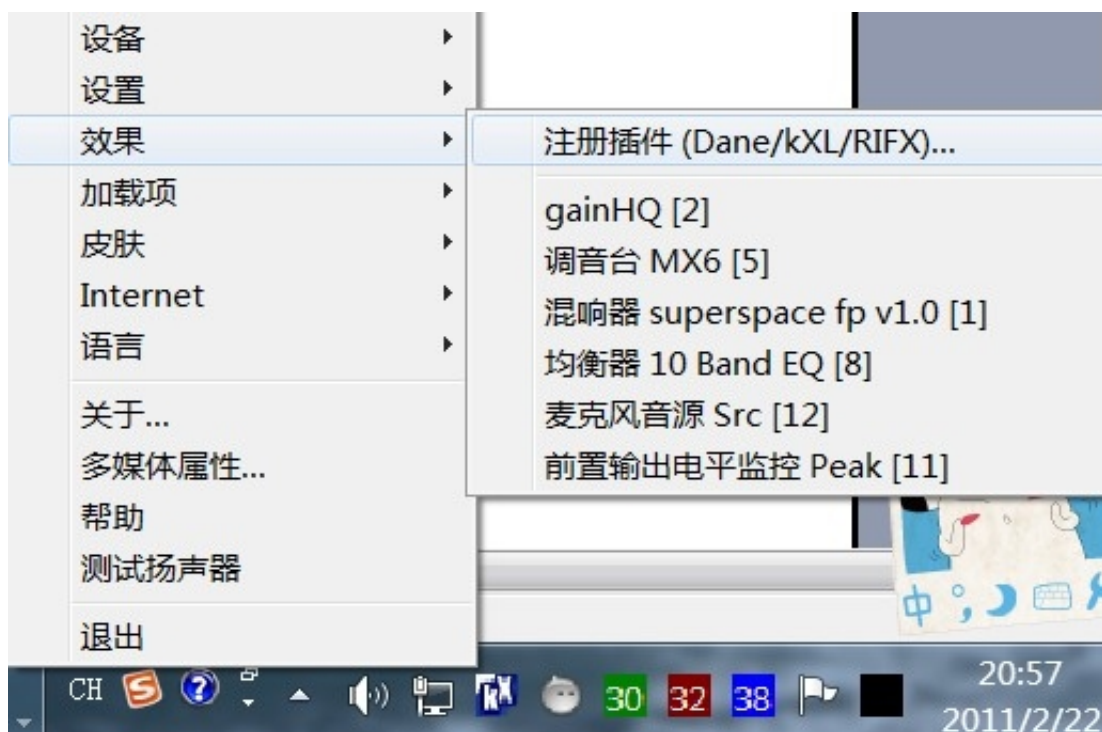 设备
设置
效果
加载项
皮肤
Internet
语言
关于...
多媒体属性...
帮助
测试扬声器
退出
注册插件 (Dane/kXL/RIFX)...
gainHQ [2]
调音台 MX6 [5]
混响器 superspace fp v1.0 [1]
均衡器 10 Band EQ [8]
麦克风音源 Src [12]
前置输出电平监控 Peak [11]
中
CH
kX
30
32
38
20:57
2011/2/22